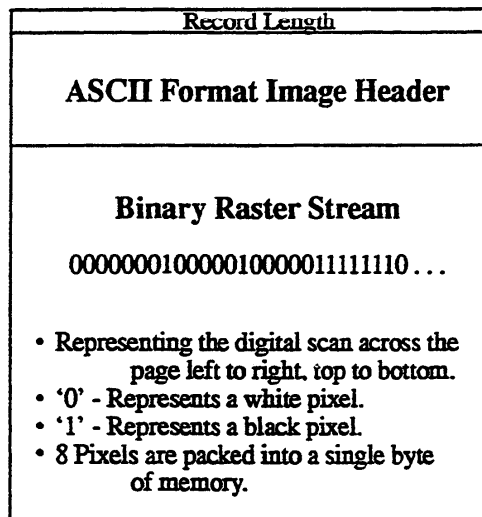 Record Length
ASCII Format Image Header
Binary Raster Stream
00000001000001000001111110...
• Representing the digital scan across the
page left to right, top to bottom.
• ‘0’ - Represents a white pixel.
• ‘1’ - Represents a black pixel.
• 8 Pixels are packed into a single byte
of memory.